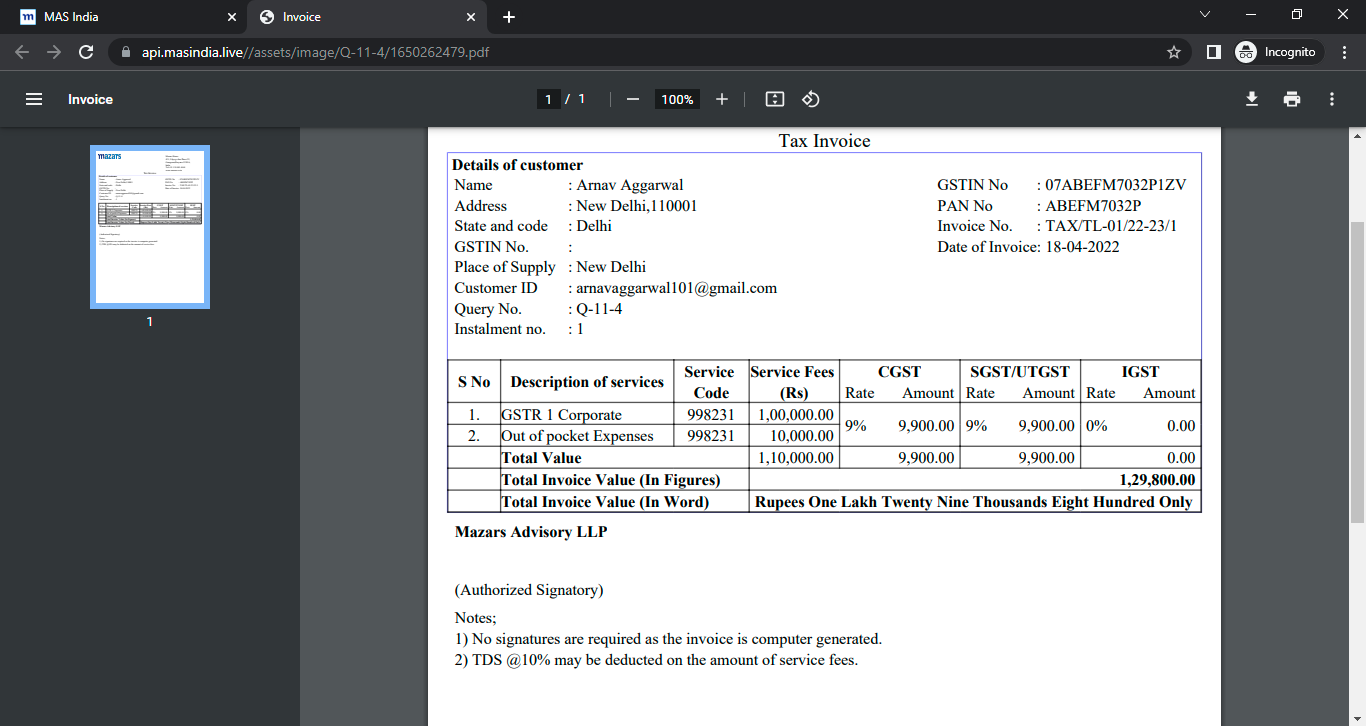 MAS India
Invoice
api.masindia.live//assets/image/Q-11-4/1650262479.pdf
Incognito
Invoice
1 / 1
100%
mazars
1
Tax Invoice
Details of customer
Name : Arnav Aggarwal GSTIN No : 07ABEFM7032P1ZV
Address : New Delhi,110001 PAN No : ABEFM7032P
State and code : Delhi Invoice No. : TAX/TL-01/22-23/1
GSTIN No. : Date of Invoice: 18-04-2022
Place of Supply : New Delhi
Customer ID : arnavaggarwal101@gmail.com
Query No. : Q-11-4
Instalment no. : 1
S No Description of services Service Code Service Fees (Rs) CGST SGST/UTGST IGST
Rate Amount Rate Amount Rate Amount
1. GSTR 1 Corporate 998231 1,00,000.00
9% 9,900.00 9% 9,900.00 0% 0.00
2. Out of pocket Expenses 998231 10,000.00
Total Value 1,10,000.00 9,900.00 9,900.00 0.00
Total Invoice Value (In Figures) 1,29,800.00
Total Invoice Value (In Word) Rupees One Lakh Twenty Nine Thousands Eight Hundred Only
Mazars Advisory LLP
(Authorized Signatory)
Notes;
1) No signatures are required as the invoice is computer generated.
2) TDS @10% may be deducted on the amount of service fees.